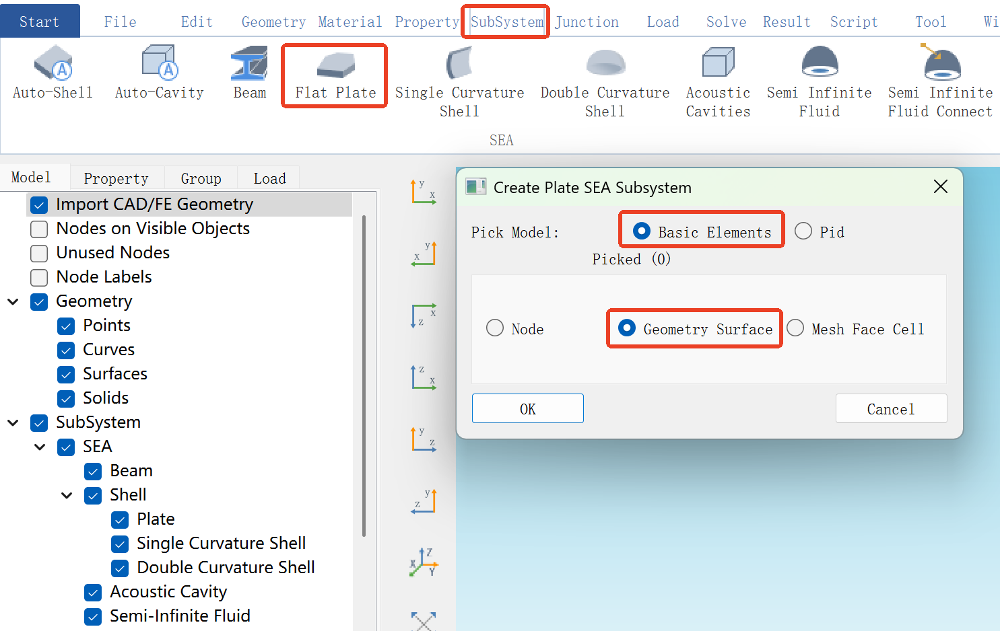 Start File Edit Geometry Material Property SubSystem Junction Load Solve Result Script Tool Wi
Auto-Shell Auto-Cavity Beam Flat Plate Single Curvature Shell Double Curvature Shell Acoustic Cavities Semi Infinite Fluid Semi Infinite Fluid Connect
SEA
Model Property Group Load
Import CAD/FE Geometry
Nodes on Visible Objects
Unused Nodes
Node Labels
Geometry
Points
Curves
Surfaces
Solids
SubSystem
SEA
Beam
Shell
Plate
Single Curvature Shell
Double Curvature Shell
Acoustic Cavity
Semi-Infinite Fluid
y x
y x
x z
z x
y z
y z
Z X Y
Create Plate SEA Subsystem
Pick Model: Basic Elements Pid
Picked (0)
Node Geometry Surface Mesh Face Cell
OK Cancel